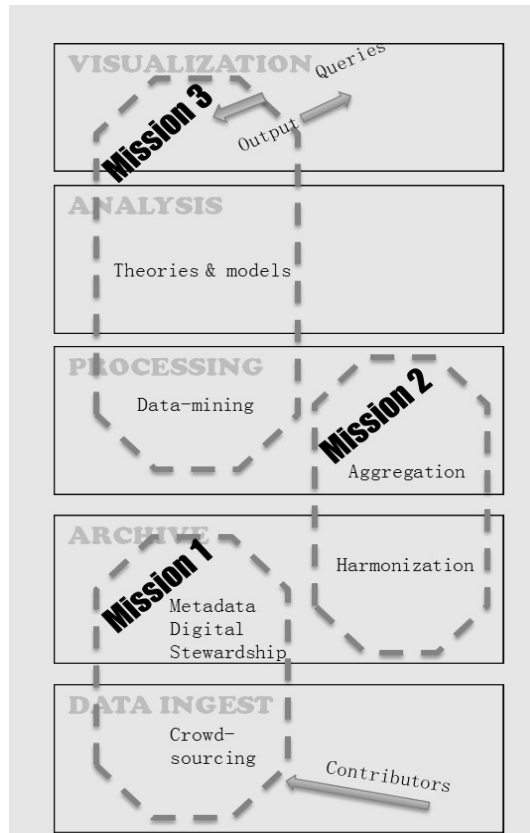 VISUALIZATION
Queries
Mission 3
Output
ANALYSIS
Theories & models
PROCESSING
Data-mining
Mission 2
Aggregation
ARCHIVE
Mission 1
Harmonization
Metadata
Digital
Stewardship
DATA INGEST
Crowd-
sourcing
Contributors